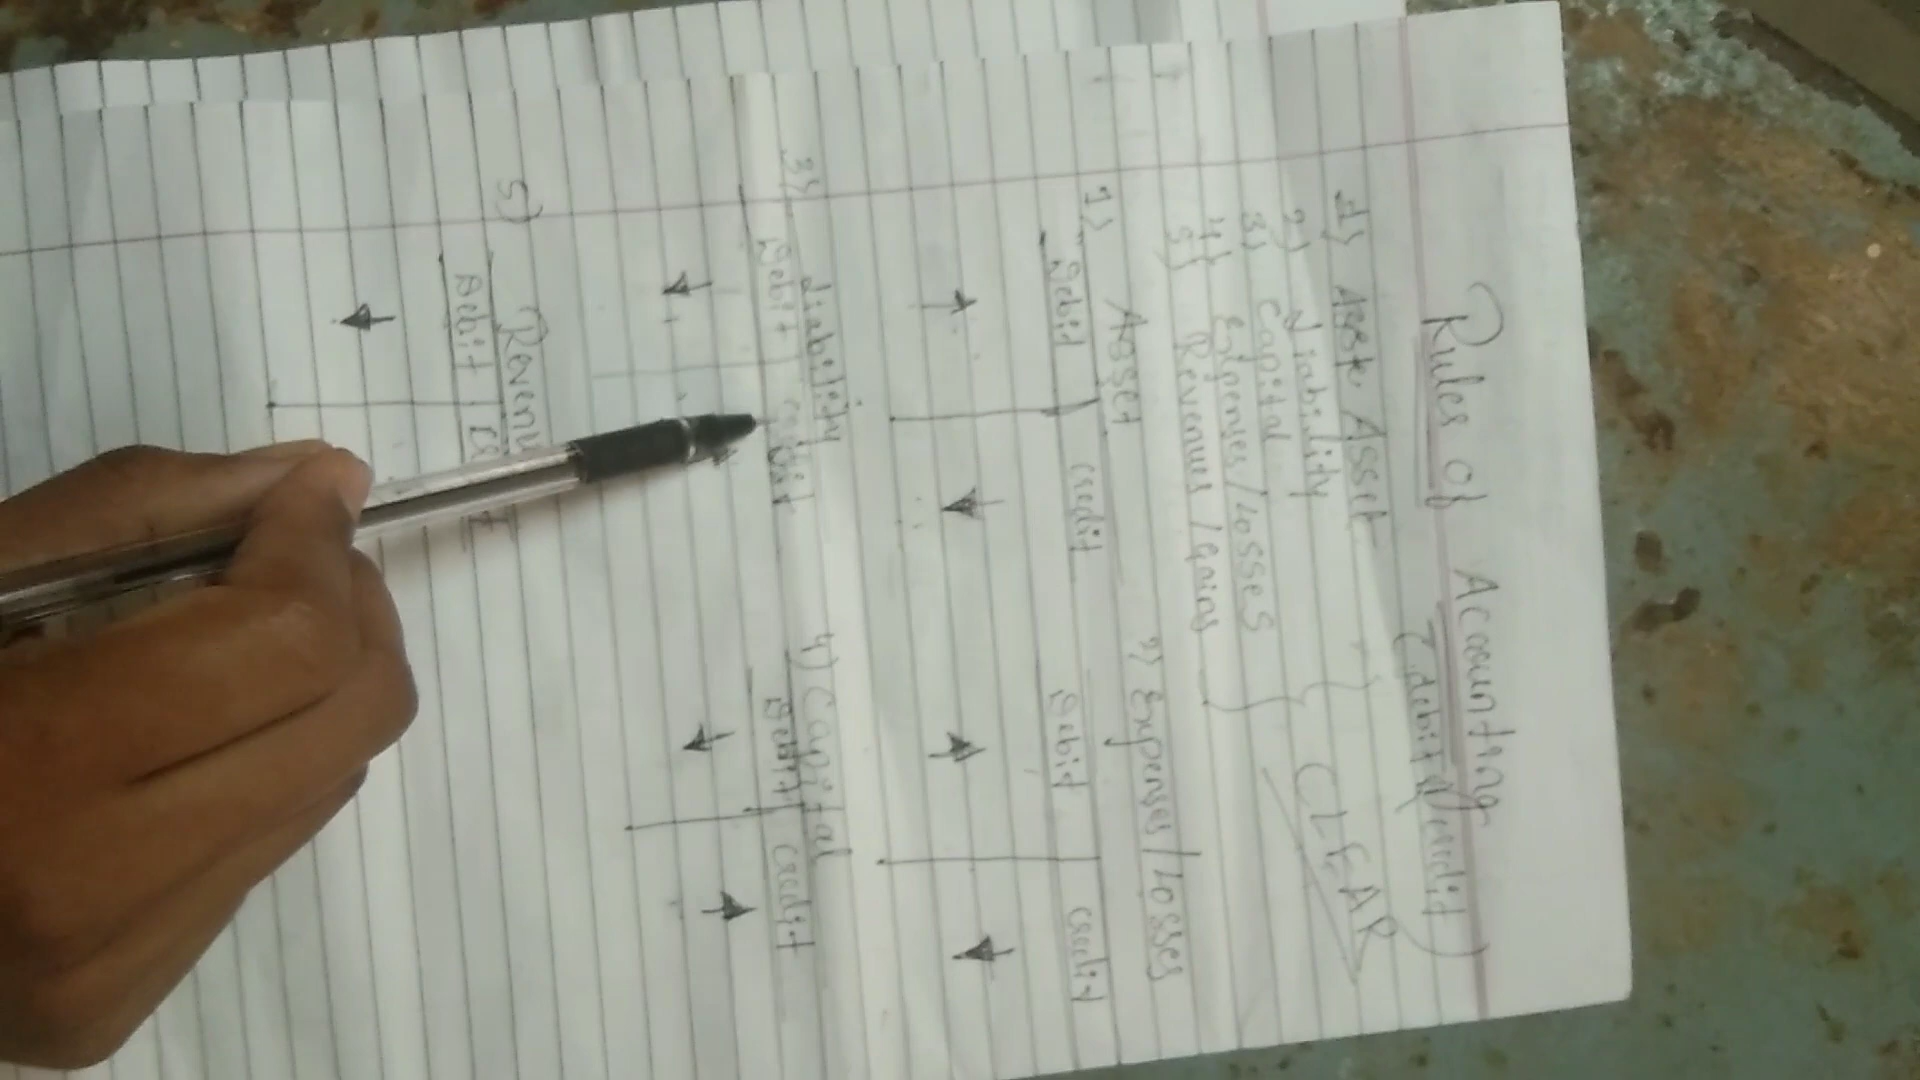 Rules of Accounting
(debit & credit)
1) Asset
2) Liability
3) Capital
4) Expenses/losses
5) Revenues/Gains
CLEAR
1) Asset
Debit credit
2) Expenses/losses
Debit credit
3) Liability
Debit credit
4) Capital
Debit credit
5) Revenu
Debit